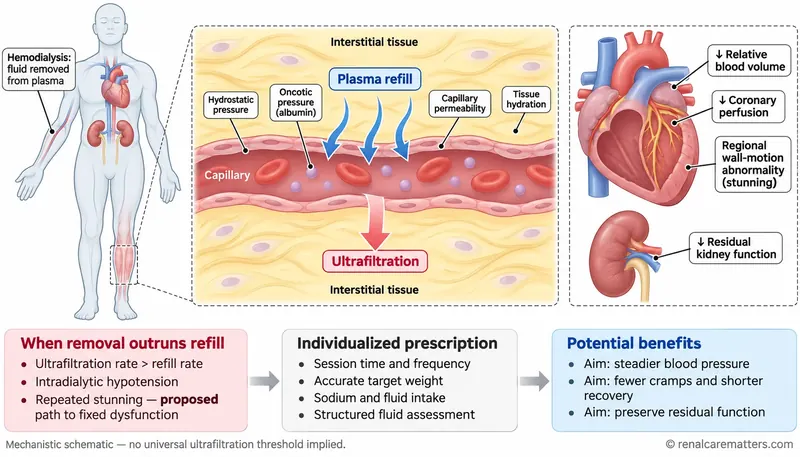 Hemodialysis:
fluid removed
from plasma
Interstitial tissue
Plasma refill
Hydrostatic
pressure
Oncotic
pressure
(albumin)
Capillary
permeability
Tissue
hydration
Capillary
Ultrafiltration
Interstitial tissue
↓ Relative
blood volume
↓ Coronary
perfusion
Regional
wall-motion
abnormality
(stunning)
↓ Residual
kidney function
When removal outruns refill
• Ultrafiltration rate > refill rate
• Intradialytic hypotension
• Repeated stunning — proposed
path to fixed dysfunction
Individualized prescription
• Session time and frequency
• Accurate target weight
• Sodium and fluid intake
• Structured fluid assessment
Potential benefits
• Aim: steadier blood pressure
• Aim: fewer cramps and shorter
recovery
• Aim: preserve residual function
Mechanistic schematic — no universal ultrafiltration threshold implied.
© renalcarematters.com